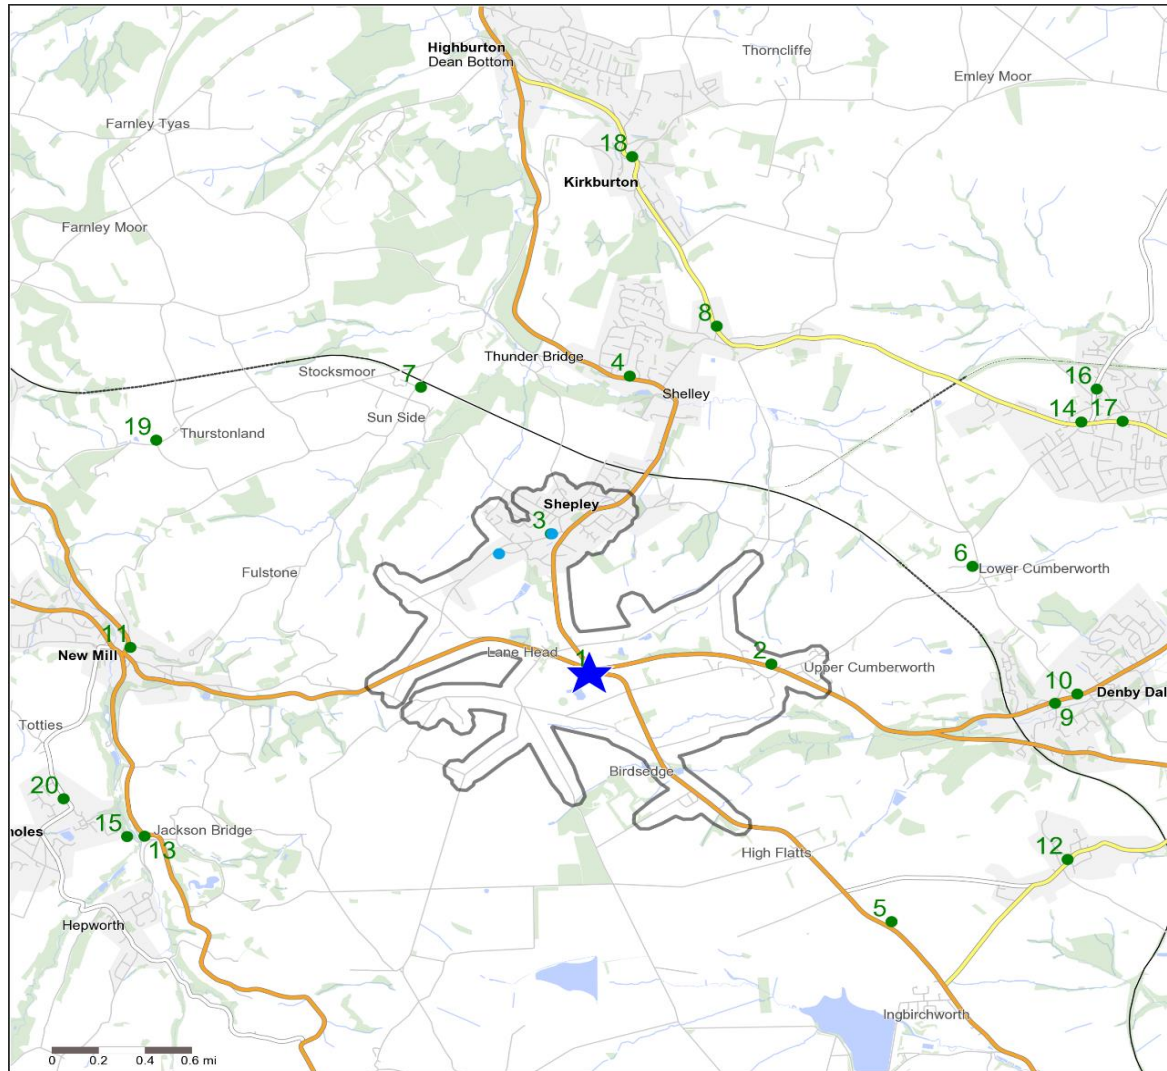 Highburton
Dean Bottom
Thorncliffe
Emley Moor
Farnley Tyas
18
Kirkburton
Farnley Moor
8
Thunder Bridge
4
Stocksmoor
7
Shelley
16
Sun Side
14
17
19
Thurstonland
Shepley
3
6
Lower Cumberworth
Fulstone
11
New Mill
Lane Head
1
2
Upper Cumberworth
10
Denby Dal
9
Totties
Birdsedge
20
holes
15
Jackson Bridge
13
High Flatts
12
Hepworth
5
Ingbirchworth
0 0.2 0.4 0.6 mi